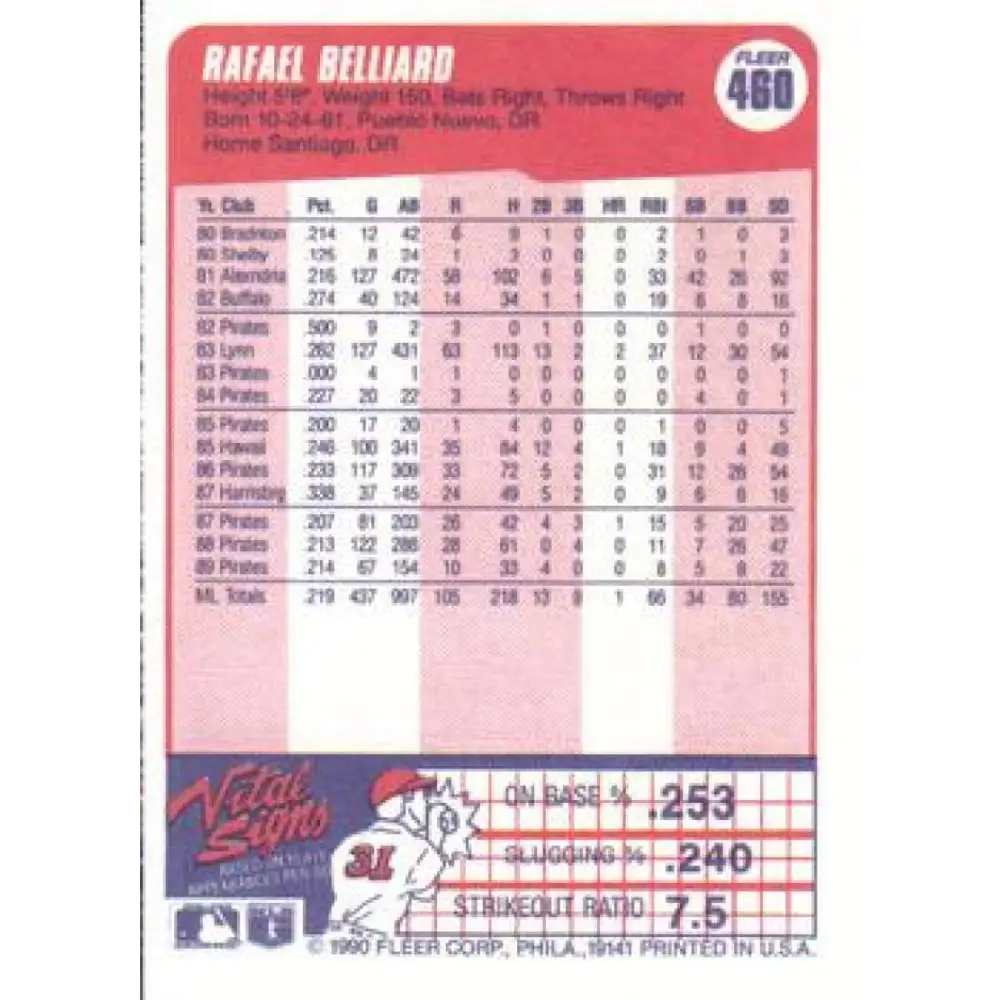 RAFAEL BELLIARD
FLEER
460
Height 5'6", Weight 150, Bats Right, Throws Right
Born 10-24-61, Pueblo Nuevo, DR
Home Santiago, DR
Yr. Club Pct. G AB R H 2B 3B HR RBI SB BB SO
80 Bradnton .214 12 42 6 9 1 0 0 2 1 0 3
80 Shelby .125 8 24 1 3 0 0 0 2 0 1 3
81 Alexndria .216 127 472 58 102 6 5 0 33 42 26 92
82 Buffalo .274 40 124 14 34 1 1 0 19 6 8 16
82 Pirates .500 9 2 3 0 1 0 0 0 1 0 0
83 Lynn .262 127 431 63 113 13 2 2 37 12 30 54
83 Pirates .000 4 1 1 0 0 0 0 0 0 0 1
84 Pirates .227 20 22 3 5 0 0 0 0 4 0 1
85 Pirates .200 17 20 1 4 0 0 0 1 0 0 5
85 Hawaii .246 100 341 35 84 12 4 1 18 9 4 49
86 Pirates .233 117 309 33 72 5 2 0 31 12 26 54
87 Harrisbrg .338 37 145 24 49 5 2 0 9 6 6 16
87 Pirates .207 81 203 26 42 4 3 1 15 5 20 25
88 Pirates .213 122 286 28 61 0 4 0 11 7 26 47
89 Pirates .214 67 154 10 33 4 0 0 8 5 8 22
ML Totals .219 437 997 105 218 13 9 1 66 34 80 155
Vital
Signs
31
ON BASE % .253
SLUGGING % .240
STRIKEOUT RATIO 7.5
© 1990 FLEER CORP., PHILA., 19141 PRINTED IN U.S.A.